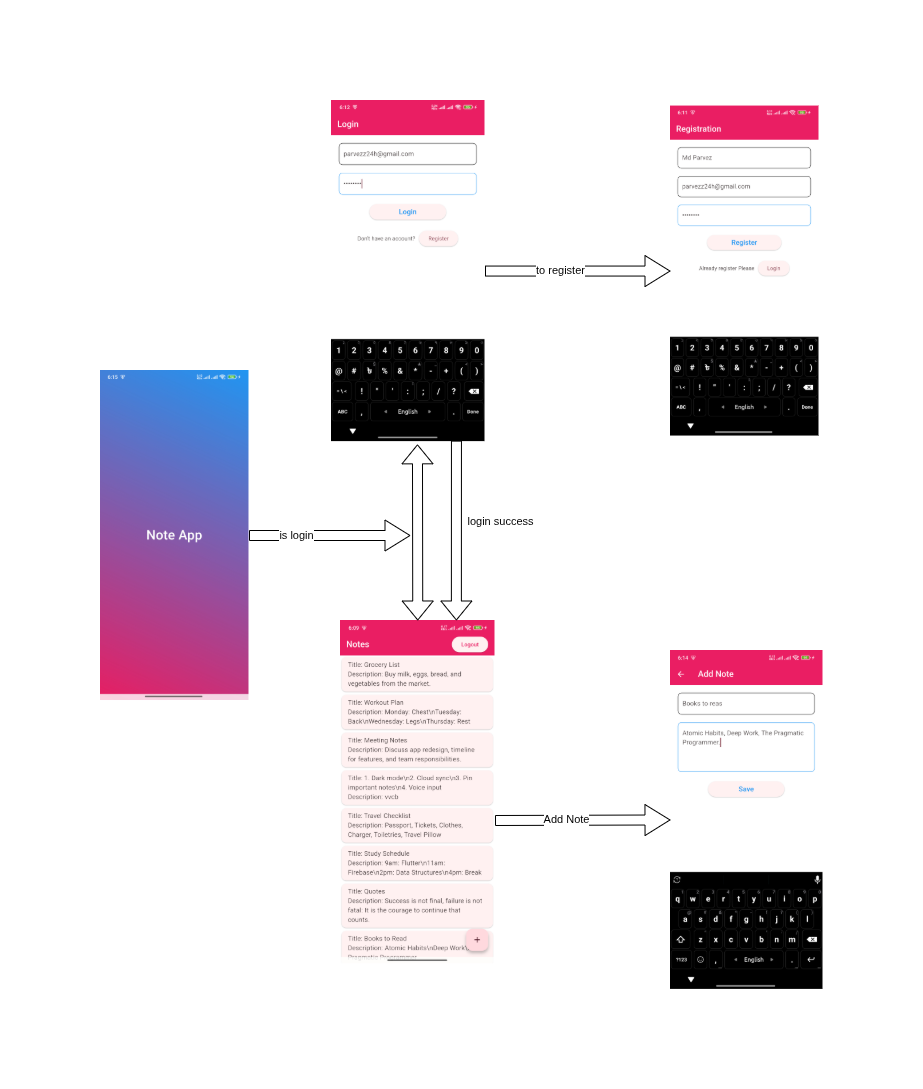 6:13
Login
parvezz24h@gmail.com
••••••••
Login
Don't have an account? Register
1 2 3 4 5 6 7 8 9 0
@ # ৳ % & * - + ( )
! " ' : ; / ?
ABC , English . Done
6:11
Registration
Md Parvez
parvezz24h@gmail.com
••••••••
Register
Already register Please Login
to register
1 2 3 4 5 6 7 8 9 0
@ # ৳ % & * - + ( )
! " ' : ; / ?
ABC , English . Done
6:15
Note App
is login
login success
6:09
Notes
Logout
Title: Grocery List
Description: Buy milk, eggs, bread, and
vegetables from the market.
Title: Workout Plan
Description: Monday: Chest\nTuesday:
Back\nWednesday: Legs\nThursday: Rest
Title: Meeting Notes
Description: Discuss app redesign, timeline
for features, and team responsibilities.
Title: 1. Dark mode\n2. Cloud sync\n3. Pin
important notes\n4. Voice input
Description: vvcb
Title: Travel Checklist
Description: Passport, Tickets, Clothes,
Charger, Toiletries, Travel Pillow
Title: Study Schedule
Description: 9am: Flutter\n11am:
Firebase\n2pm: Data Structures\n4pm: Break
Title: Quotes
Description: Success is not final, failure is not
fatal. It is the courage to continue that
counts.
Title: Books to Read
Description: Atomic Habits\nDeep Work\
Pragmatic Programmer
+
Add Note
6:14
Add Note
Books to reas
Atomic Habits, Deep Work, The Pragmatic
Programmer
Save
q w e r t y u i o p
a s d f g h j k l
z x c v b n m
?123 , English .